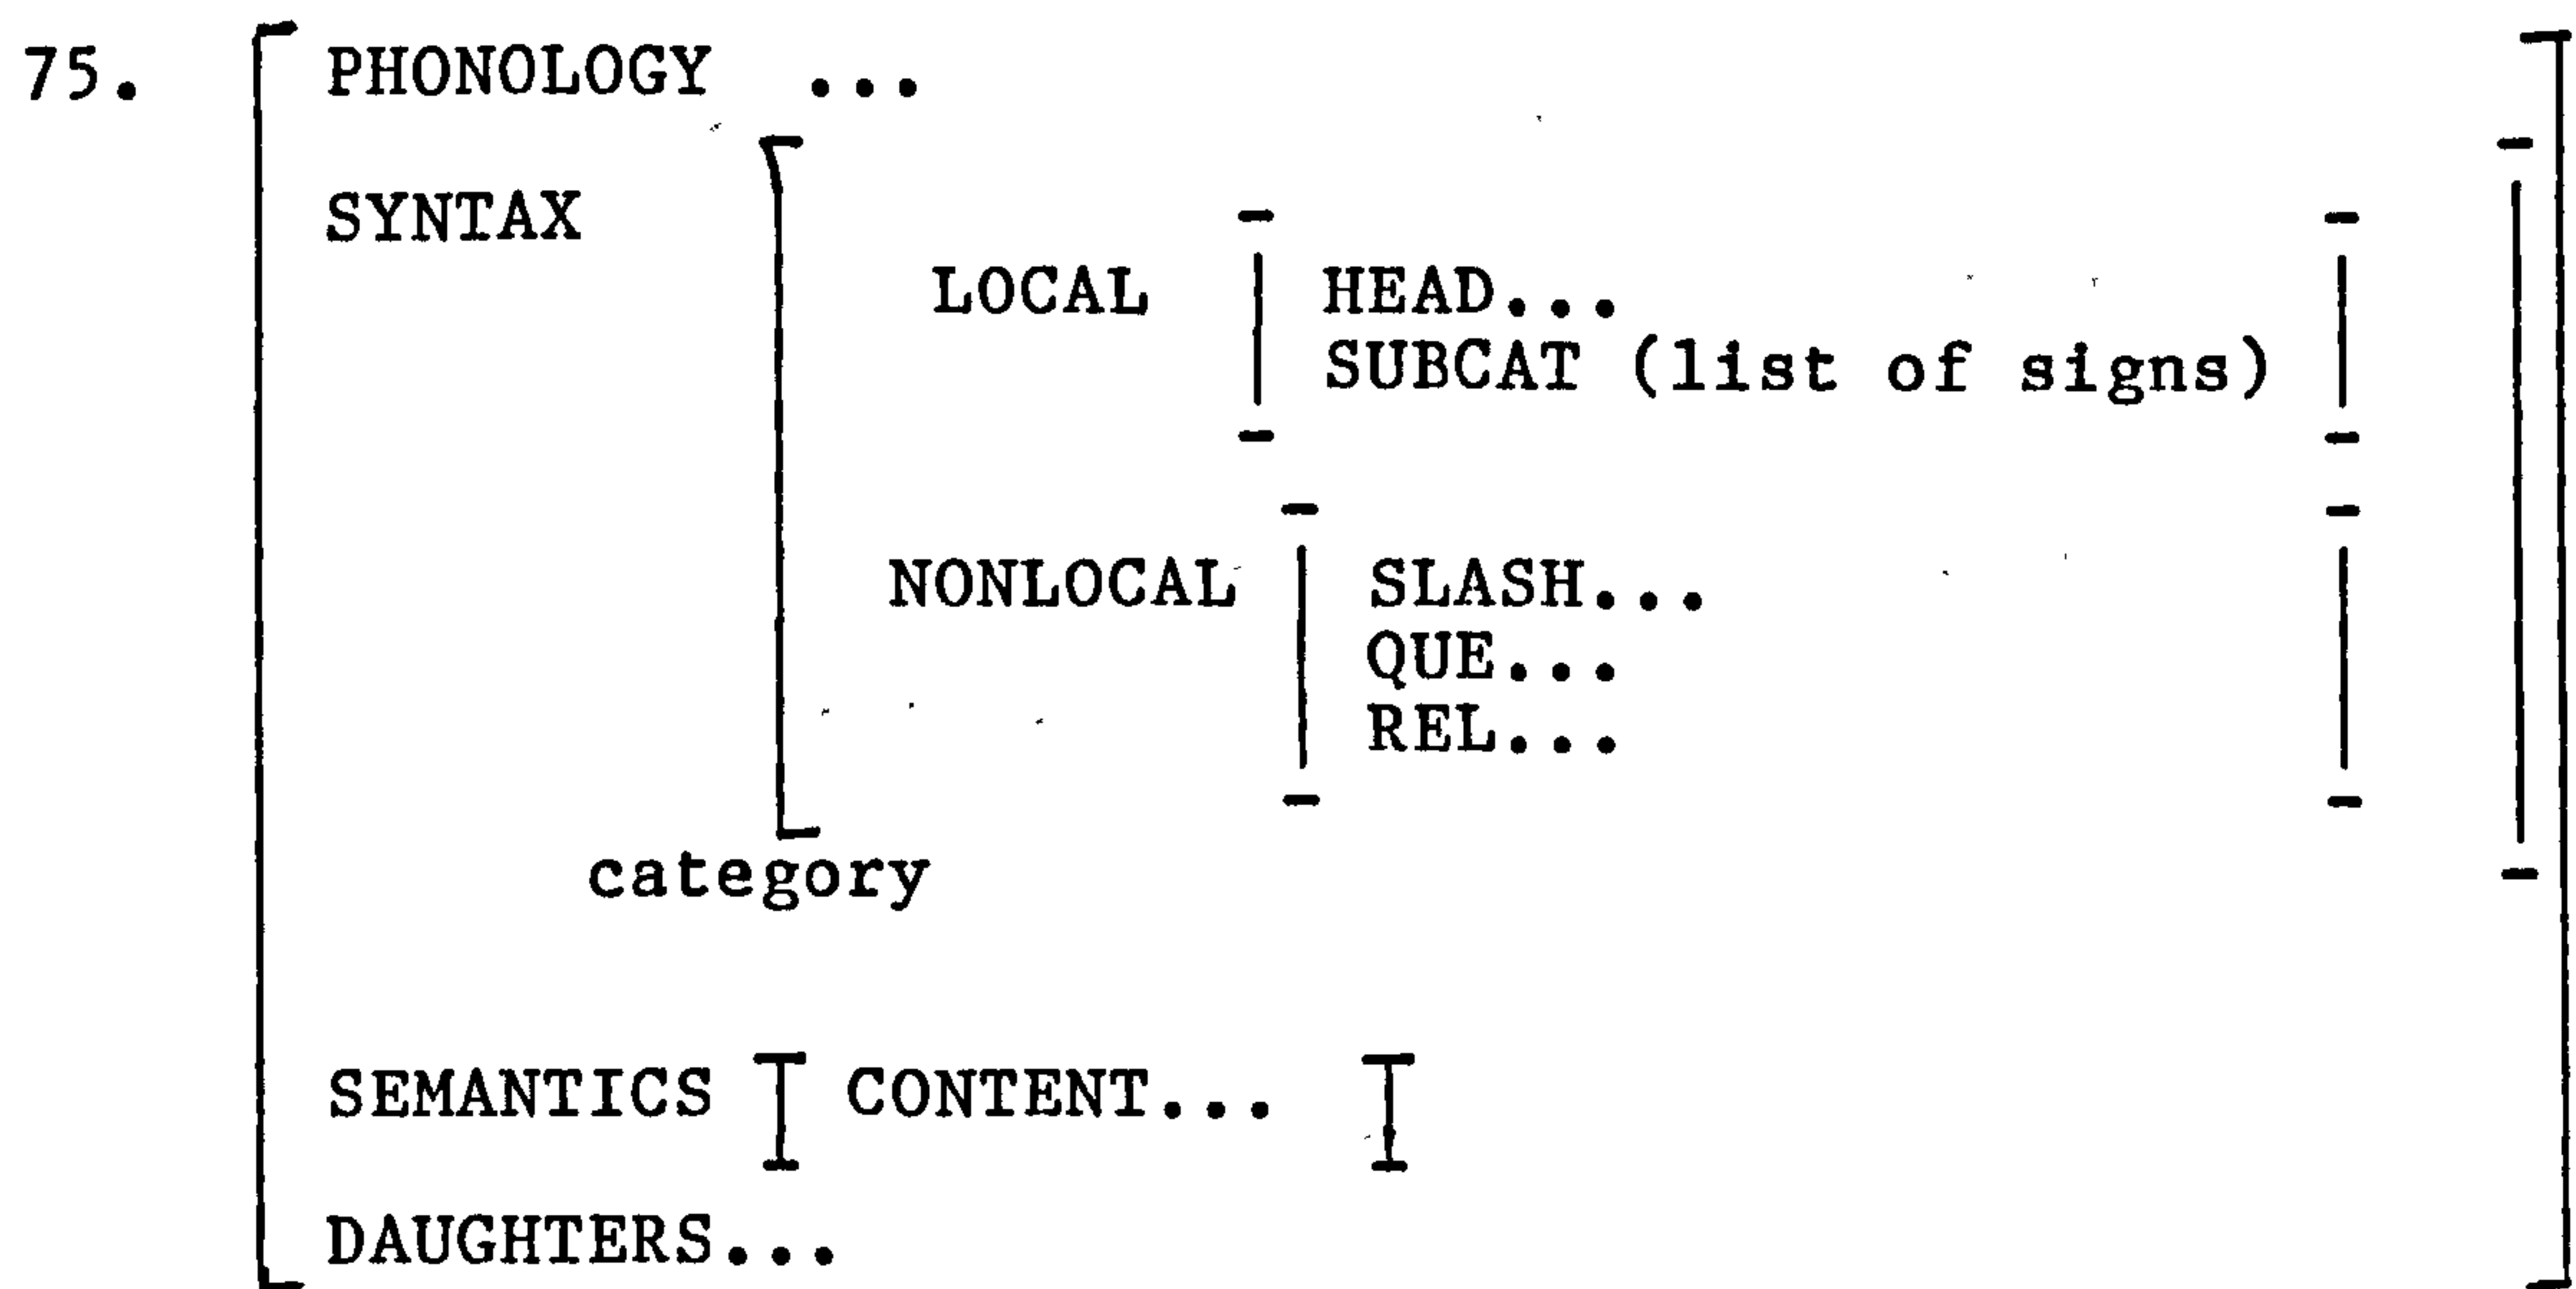 75. PHONOLOGY ...
SYNTAX
LOCAL HEAD...
SUBCAT (list of signs)
NONLOCAL SLASH...
QUE...
REL...
category
SEMANTICS CONTENT...
DAUGHTERS...